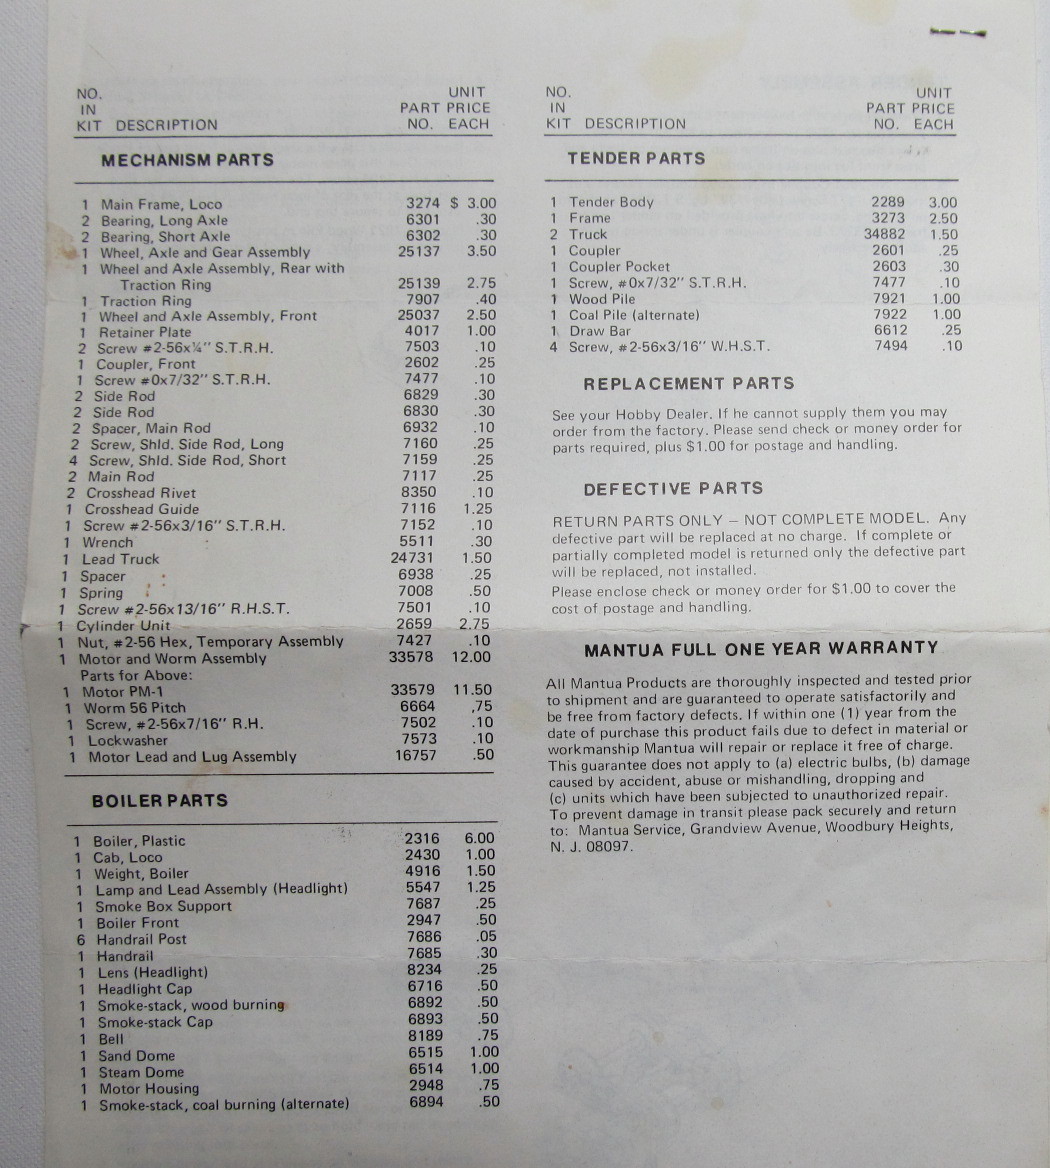 NO. UNIT
IN PART PRICE
KIT DESCRIPTION NO. EACH
MECHANISM PARTS
1 Main Frame, Loco 3274 $ 3.00
2 Bearing, Long Axle 6301 .30
2 Bearing, Short Axle 6302 .30
1 Wheel, Axle and Gear Assembly 25137 3.50
1 Wheel and Axle Assembly, Rear with
Traction Ring 25139 2.75
1 Traction Ring 7907 .40
1 Wheel and Axle Assembly, Front 25037 2.50
1 Retainer Plate 4017 1.00
2 Screw #2-56x¼" S.T.R.H. 7503 .10
1 Coupler, Front 2602 .25
1 Screw #0x7/32" S.T.R.H. 7477 .10
2 Side Rod 6829 .30
2 Side Rod 6830 .30
2 Spacer, Main Rod 6932 .10
2 Screw, Shld. Side Rod, Long 7160 .25
4 Screw, Shld. Side Rod, Short 7159 .25
2 Main Rod 7117 .25
2 Crosshead Rivet 8350 .10
1 Crosshead Guide 7116 1.25
1 Screw #2-56x3/16" S.T.R.H. 7152 .10
1 Wrench 5511 .30
1 Lead Truck 24731 1.50
1 Spacer 6938 .25
1 Spring 7008 .50
1 Screw #2-56x13/16" R.H.S.T. 7501 .10
1 Cylinder Unit 2659 2.75
1 Nut, #2-56 Hex, Temporary Assembly 7427 .10
1 Motor and Worm Assembly 33578 12.00
Parts for Above:
1 Motor PM-1 33579 11.50
1 Worm 56 Pitch 6664 ,75
1 Screw, #2-56x7/16" R.H. 7502 .10
1 Lockwasher 7573 .10
1 Motor Lead and Lug Assembly 16757 .50
BOILER PARTS
1 Boiler, Plastic 2316 6.00
1 Cab, Loco 2430 1.00
1 Weight, Boiler 4916 1.50
1 Lamp and Lead Assembly (Headlight) 5547 1.25
1 Smoke Box Support 7687 .25
1 Boiler Front 2947 .50
6 Handrail Post 7686 .05
1 Handrail 7685 .30
1 Lens (Headlight) 8234 .25
1 Headlight Cap 6716 .50
1 Smoke-stack, wood burning 6892 .50
1 Smoke-stack Cap 6893 .50
1 Bell 8189 .75
1 Sand Dome 6515 1.00
1 Steam Dome 6514 1.00
1 Motor Housing 2948 .75
1 Smoke-stack, coal burning (alternate) 6894 .50
NO. UNIT
IN PART PRICE
KIT DESCRIPTION NO. EACH
TENDER PARTS
1 Tender Body 2289 3.00
1 Frame 3273 2.50
2 Truck 34882 1.50
1 Coupler 2601 .25
1 Coupler Pocket 2603 .30
1 Screw, #0x7/32" S.T.R.H. 7477 .10
1 Wood Pile 7921 1.00
1 Coal Pile (alternate) 7922 1.00
1 Draw Bar 6612 .25
4 Screw, #2-56x3/16" W.H.S.T. 7494 .10
REPLACEMENT PARTS
See your Hobby Dealer. If he cannot supply them you may
order from the factory. Please send check or money order for
parts required, plus $1.00 for postage and handling.
DEFECTIVE PARTS
RETURN PARTS ONLY – NOT COMPLETE MODEL. Any
defective part will be replaced at no charge. If complete or
partially completed model is returned only the defective part
will be replaced, not installed.
Please enclose check or money order for $1.00 to cover the
cost of postage and handling.
MANTUA FULL ONE YEAR WARRANTY
All Mantua Products are thoroughly inspected and tested prior
to shipment and are guaranteed to operate satisfactorily and
be free from factory defects. If within one (1) year from the
date of purchase this product fails due to defect in material or
workmanship Mantua will repair or replace it free of charge.
This guarantee does not apply to (a) electric bulbs, (b) damage
caused by accident, abuse or mishandling, dropping and
(c) units which have been subjected to unauthorized repair.
To prevent damage in transit please pack securely and return
to: Mantua Service, Grandview Avenue, Woodbury Heights,
N. J. 08097.